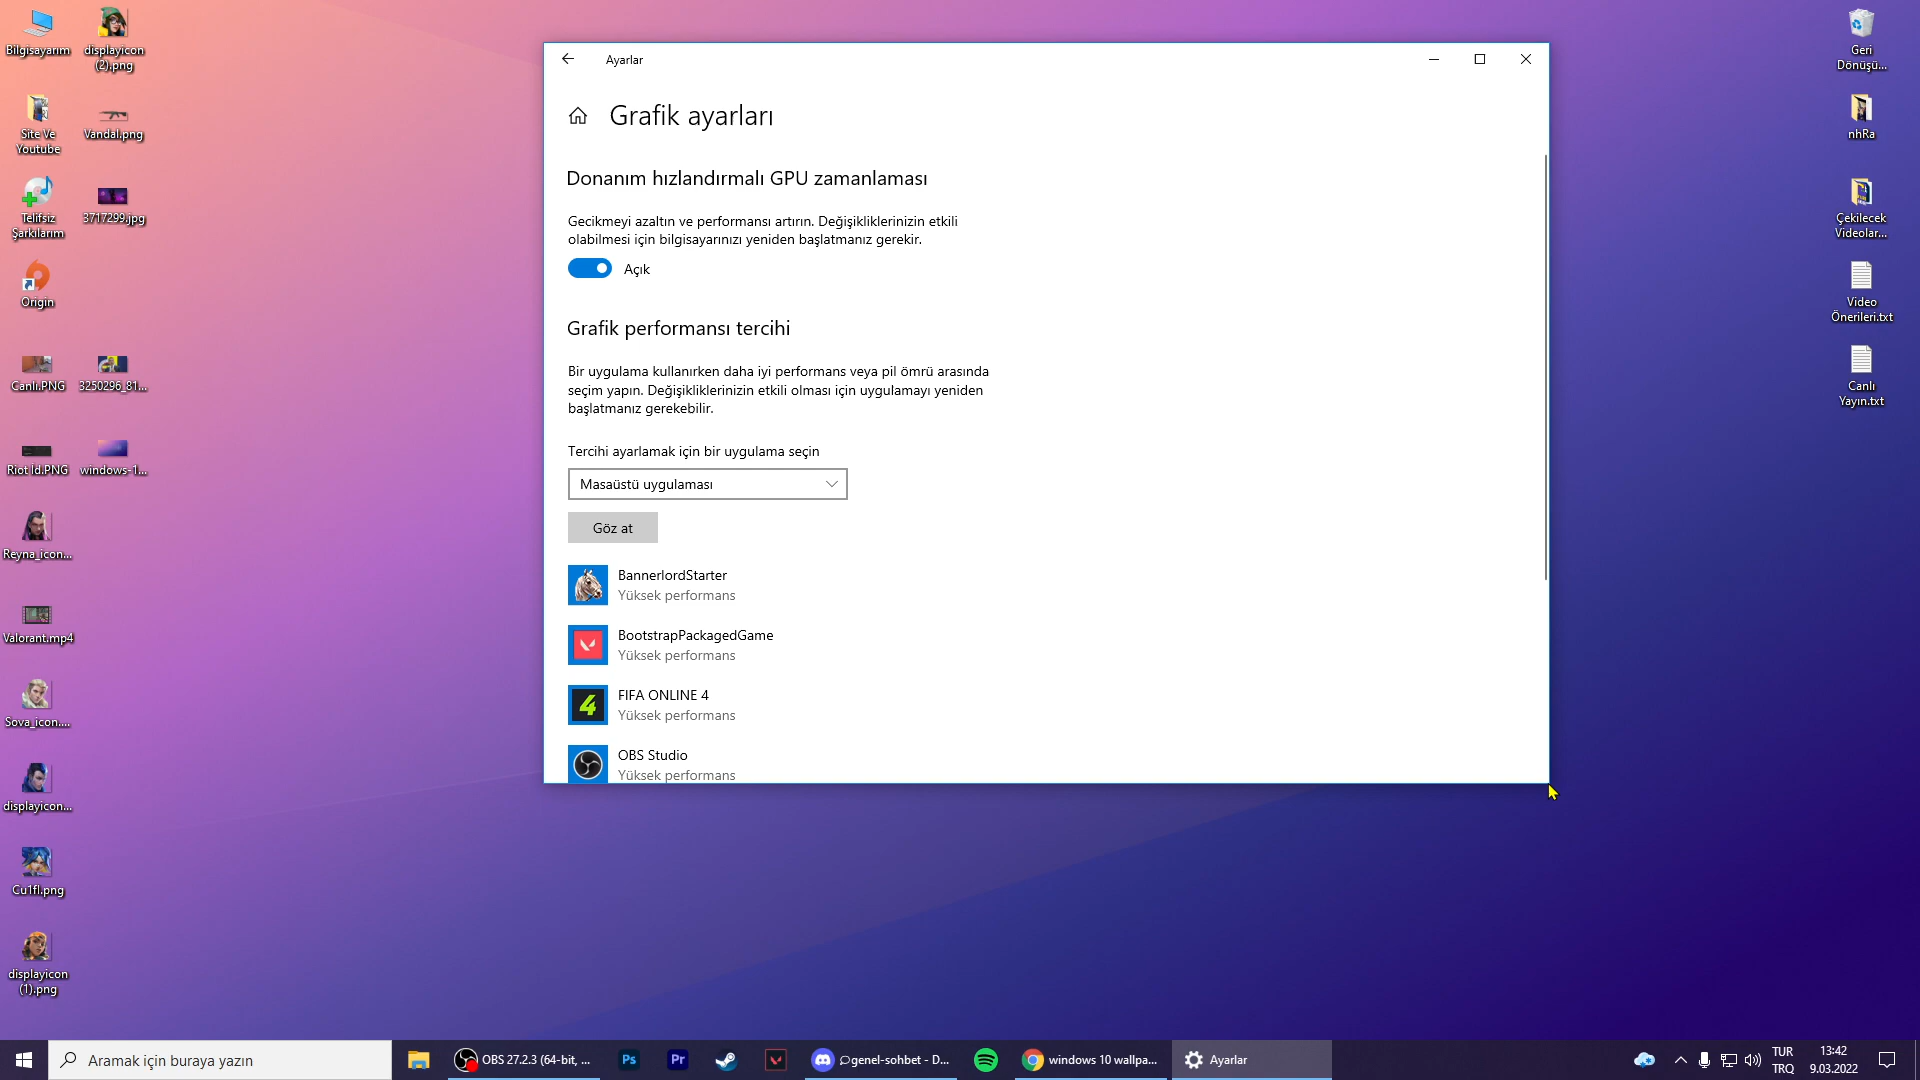 Bilgisayarım
displayicon
(2).png
Site Ve
Youtube
Vandal.png
Telifsiz
Şarkılarım
3717299.jpg
Origin
Canlı.PNG
3250296_81...
Riot İd.PNG
windows-1...
Reyna_icon...
Valorant.mp4
Sova_icon....
displayicon...
Cu1fl.png
displayicon
(1).png
Ayarlar
Grafik ayarları
Donanım hızlandırmalı GPU zamanlaması
Gecikmeyi azaltın ve performansı artırın. Değişikliklerinizin etkili
olabilmesi için bilgisayarınızı yeniden başlatmanız gerekir.
Açık
Grafik performansı tercihi
Bir uygulama kullanırken daha iyi performans veya pil ömrü arasında
seçim yapın. Değişikliklerinizin etkili olması için uygulamayı yeniden
başlatmanız gerekebilir.
Tercihi ayarlamak için bir uygulama seçin
Masaüstü uygulaması
Göz at
BannerlordStarter
Yüksek performans
BootstrapPackagedGame
Yüksek performans
FIFA ONLINE 4
Yüksek performans
OBS Studio
Yüksek performans
Geri
Dönüşü...
nhRa
Çekilecek
Videolar...
Video
Önerileri.txt
Canlı
Yayın.txt
Aramak için buraya yazın
OBS 27.2.3 (64-bit, ...
Ps
Pr
genel-sohbet - D...
windows 10 wallpa...
Ayarlar
TUR
TRQ
13:42
9.03.2022